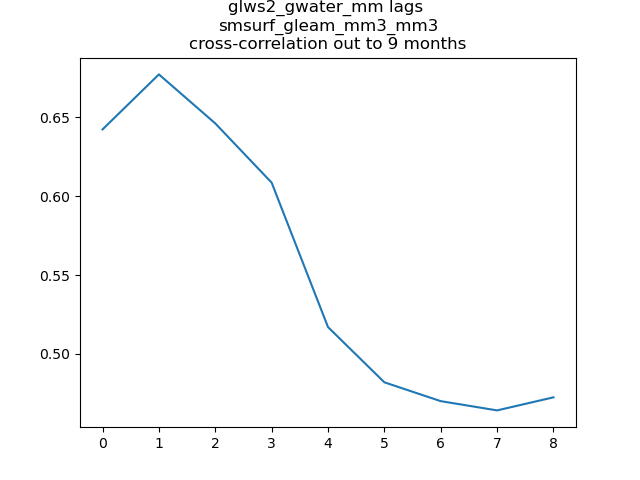 glws2_gwater_mm lags
smsurf_gleam_mm3_mm3
cross-correlation out to 9 months
0.65
0.60
0.55
0.50
0 1 2 3 4 5 6 7 8